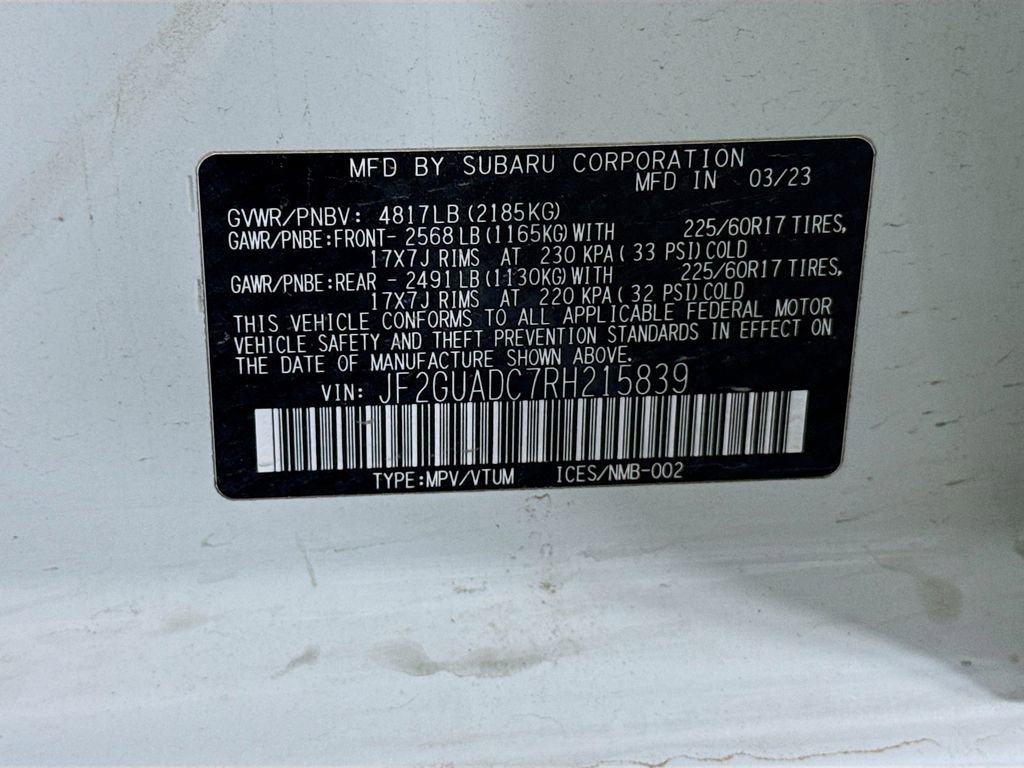 MFD BY SUBARU CORPORATION
MFD IN 03/23
GVWR/PNBV: 4817LB (2185KG)
GAWR/PNBE:FRONT- 2568 LB (1165KG) WITH 225/60R17 TIRES,
17X7J RIMS AT 230 KPA ( 33 PSI) COLD
GAWR/PNBE:REAR - 2491 LB (1130KG) WITH 225/60R17 TIRES,
17X7J RIMS AT 220 KPA ( 32 PSI) COLD
THIS VEHICLE CONFORMS TO ALL APPLICABLE FEDERAL MOTOR
VEHICLE SAFETY AND THEFT PREVENTION STANDARDS IN EFFECT ON
THE DATE OF MANUFACTURE SHOWN ABOVE.
VIN: JF2GUADC7RH215839
TYPE:MPV/VTUM ICES/NMB-002